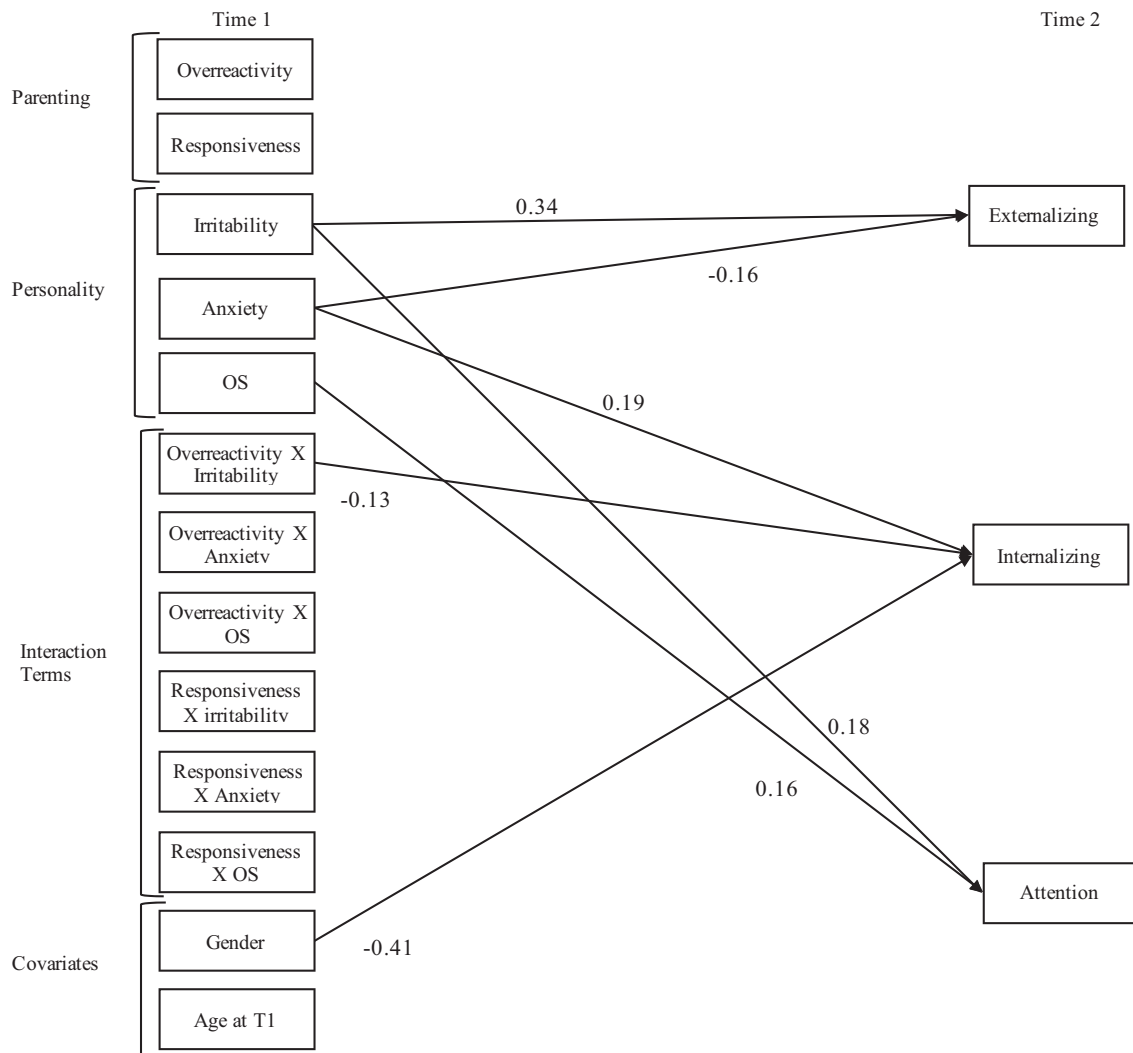 Time 1
Time 2
Parenting
Overreactivity
Responsiveness
Personality
Irritability
Anxiety
OS
0.34
-0.16
Externalizing
0.19
Interaction
Terms
Overreactivity X
Irritability
-0.13
Overreactivity X
Anxiety
Overreactivity X
OS
Responsiveness
X irritability
Responsiveness
X Anxiety
Responsiveness
X OS
Internalizing
0.18
0.16
Attention
Covariates
Gender
-0.41
Age at T1